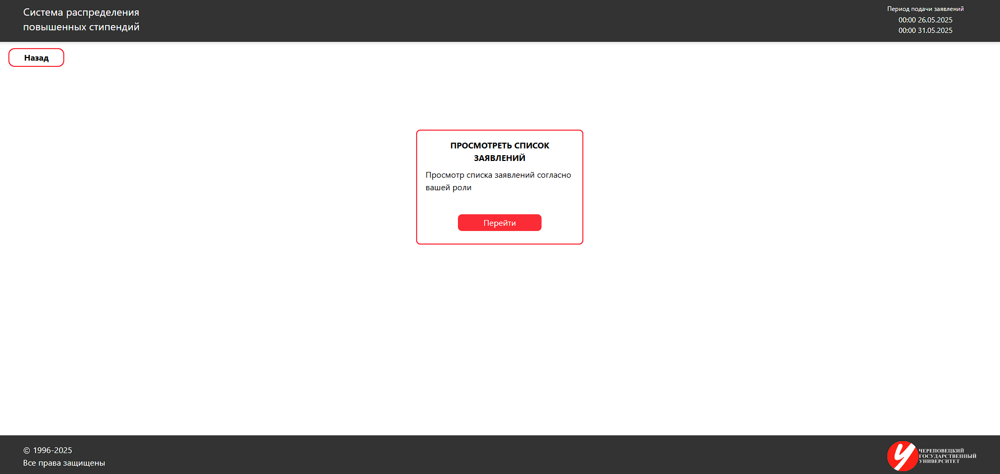 Система распределения
повышенных стипендий
Период подачи заявлений
00:00 26.05.2025
00:00 31.05.2025
Назад
ПРОСМОТРЕТЬ СПИСОК
ЗАЯВЛЕНИЙ
Просмотр списка заявлений согласно
вашей роли
Перейти
© 1996-2025
Все права защищены
ЧЕРЕПОВЕЦКИЙ
ГОСУДАРСТВЕННЫЙ
УНИВЕРСИТЕТ